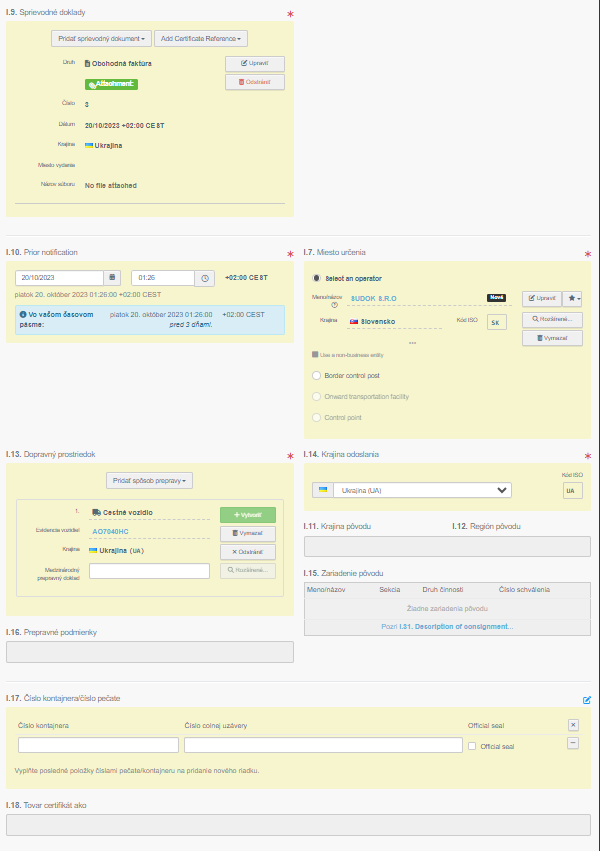 I.9. Sprievodné doklady
Pridať sprievodný dokument
Add Certificate Reference
Druh
Obchodná faktúra
Upraviť
Attachment:
Odstrániť
Číslo
3
Dátum
20/10/2023 +02:00 CEST
Krajina
Ukrajina
Miesto vydania
Názov súboru
No file attached
I.10. Prior notification
20/10/2023
01:26
+02:00 CEST
piatok 20. október 2023 01:26:00 +02:00 CEST
Vo vašom časovom pásme:
piatok 20. október 2023 01:26:00 +02:00 CEST
pred 3 dňami.
I.7. Miesto určenia
Select an operator
Meno/názov
BUDOK S.R.O
Nové
Upraviť
Krajina
Slovensko
Kód ISO
SK
Rozšírené...
Vymazať
•••
Use a non-business entity
Border control post
Onward transportation facility
Control point
I.13. Dopravný prostriedok
Pridať spôsob prepravy
1.
Cestné vozidlo
Vytvoriť
Evidencie vozidiel
AO7040HC
Vymazať
Krajina
Ukrajina (UA)
Odstrániť
Medzinárodný prepravný doklad
Rozšírené...
I.14. Krajina odoslania
Kód ISO
Ukrajina (UA)
UA
I.11. Krajina pôvodu
I.12. Región pôvodu
I.15. Zariadenie pôvodu
Meno/názov
Sekcia
Druh činnosti
Číslo schválenia
Žiadne zariadenia pôvodu
Pozri I.31. Description of consignment...
I.16. Prepravné podmienky
I.17. Číslo kontajnera/číslo pečate
Číslo kontajnera
Číslo colnej uzávery
Official seal
Official seal
Vyplňte posledné položky číslami pečate/kontajneru na pridanie nového riadku.
I.18. Tovar certifikát ako